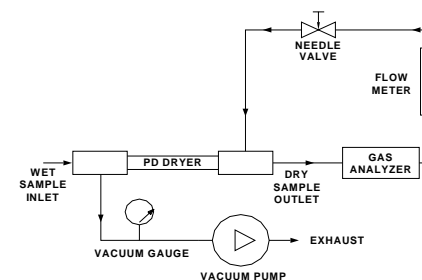 NEEDLE
VALVE
FLOW
METER
PD DRYER
WET
SAMPLE
INLET
DRY
SAMPLE
OUTLET
GAS
ANALYZER
VACUUM GAUGE
EXHAUST
VACUUM PUMP